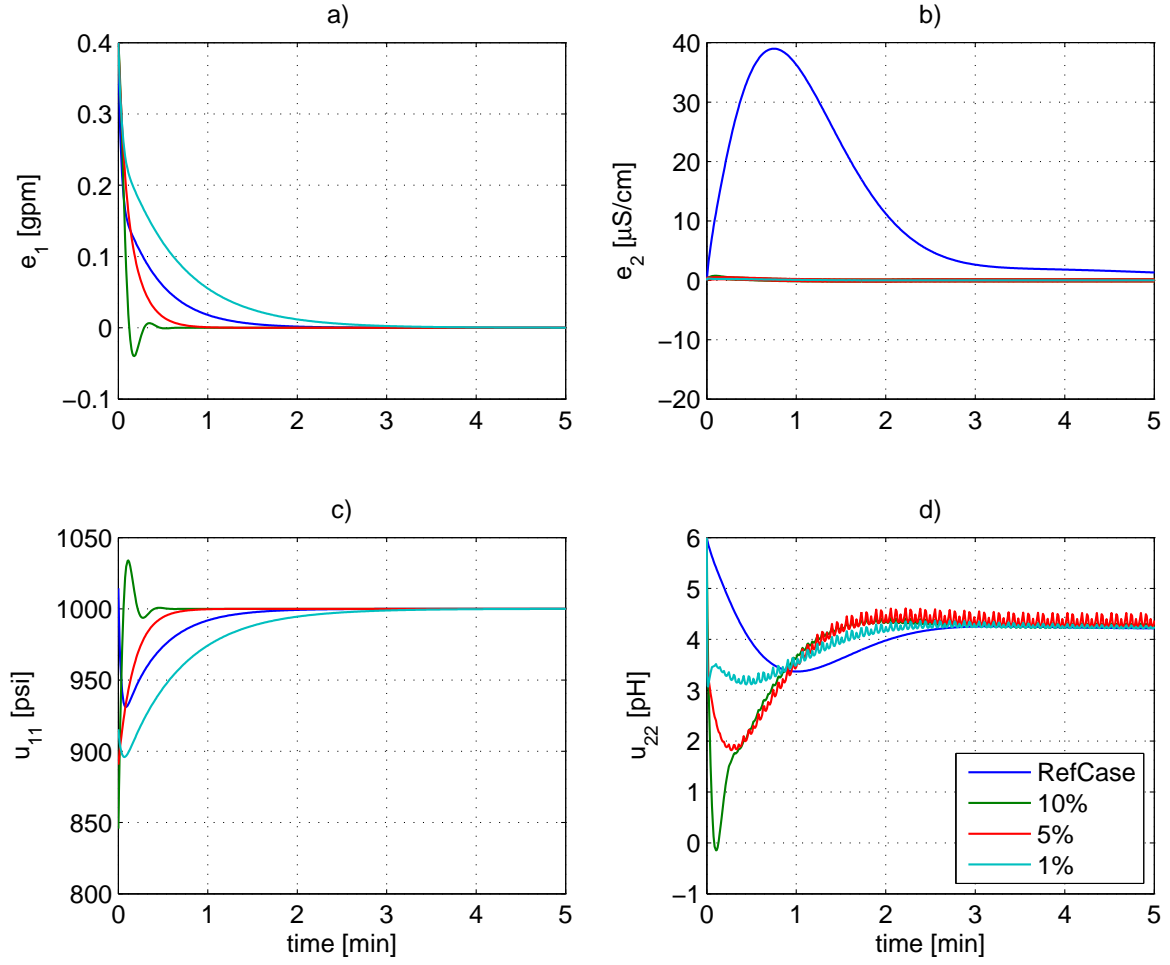 a)
0.4
0.3
0.2
0.1
0
−0.1
e1 [gpm]
0 1 2 3 4 5
b)
40
30
20
10
0
−10
−20
e2 [µS/cm]
0 1 2 3 4 5
c)
1050
1000
950
900
850
800
u11 [psi]
0 1 2 3 4 5
time [min]
d)
6
5
4
3
2
1
0
−1
u22 [pH]
RefCase
10%
5%
1%
0 1 2 3 4 5
time [min]